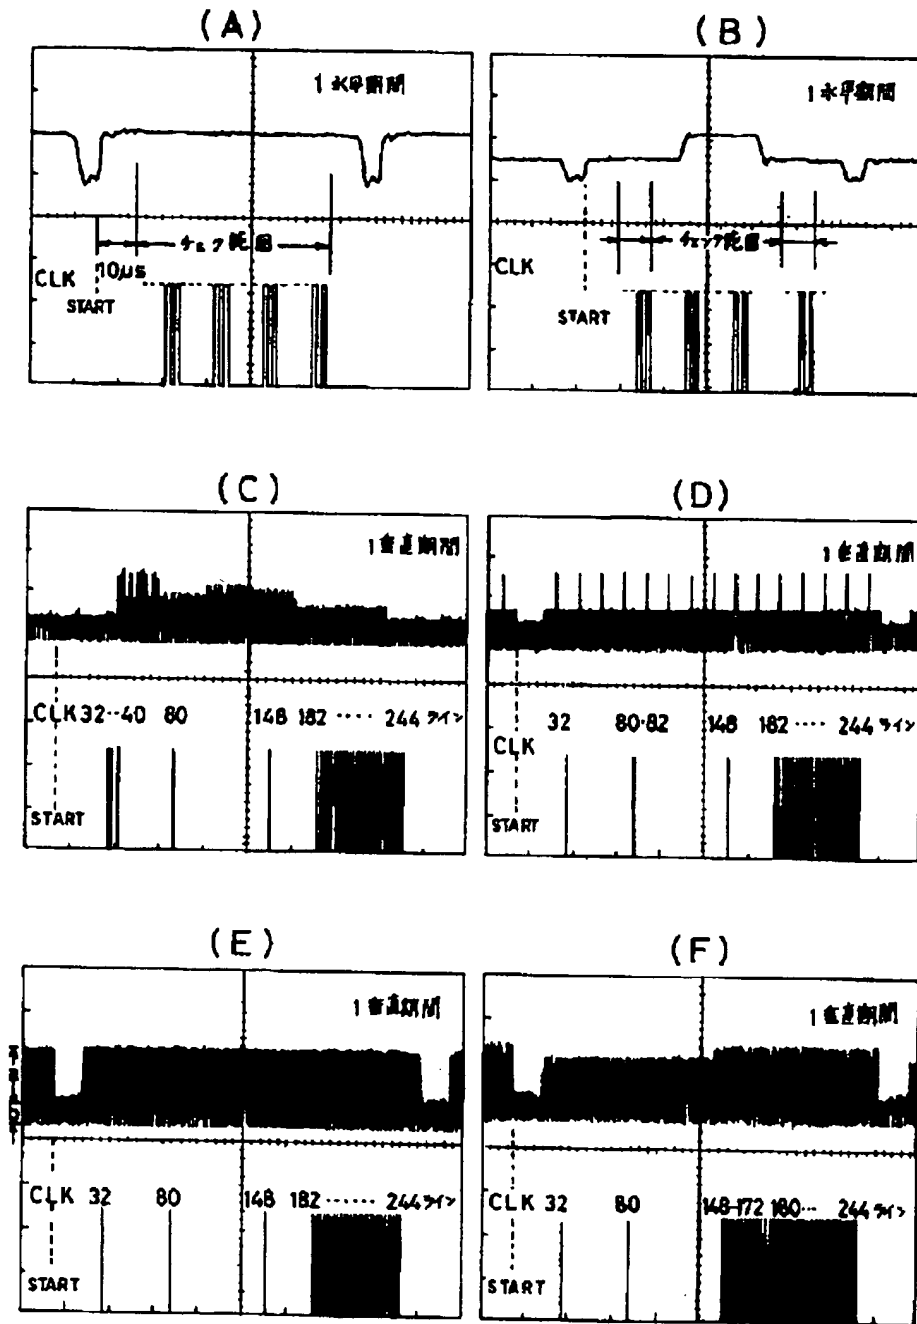 (A)
1水平期間
チェック範囲
10μs
CLK
START
(B)
1水平期間
チェック範囲
CLK
START
(C)
1垂直期間
CLK 32··40 80 148 182 ···· 244 ライン
START
(D)
1垂直期間
32 80·82 148 182 ···· 244 ライン
CLK
START
(E)
1垂直期間
CLK 32 80 148 182 ······ 244 ライン
START
(F)
1垂直期間
CLK 32 80 148-172 180··· 244 ライン
START